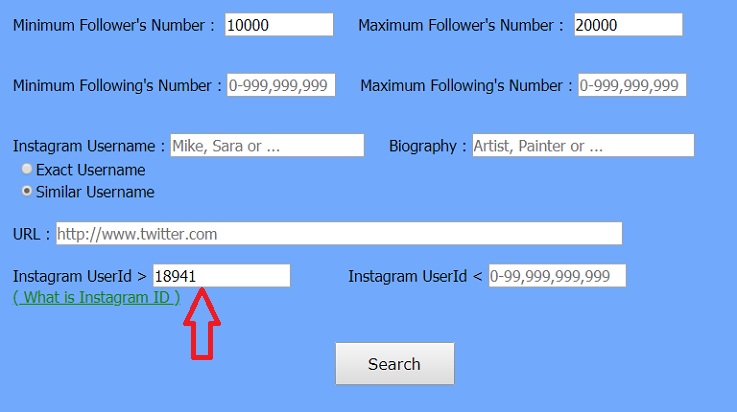 Minimum Follower's Number : 10000 Maximum Follower's Number : 20000
Minimum Following's Number : 0-999,999,999 Maximum Following's Number : 0-999,999,999
Instagram Username : Mike, Sara or ... Biography : Artist, Painter or ...
Exact Username
Similar Username
URL : http://www.twitter.com
Instagram UserId > 18941 Instagram UserId < 0-99,999,999,999
( What is Instagram ID )
Search